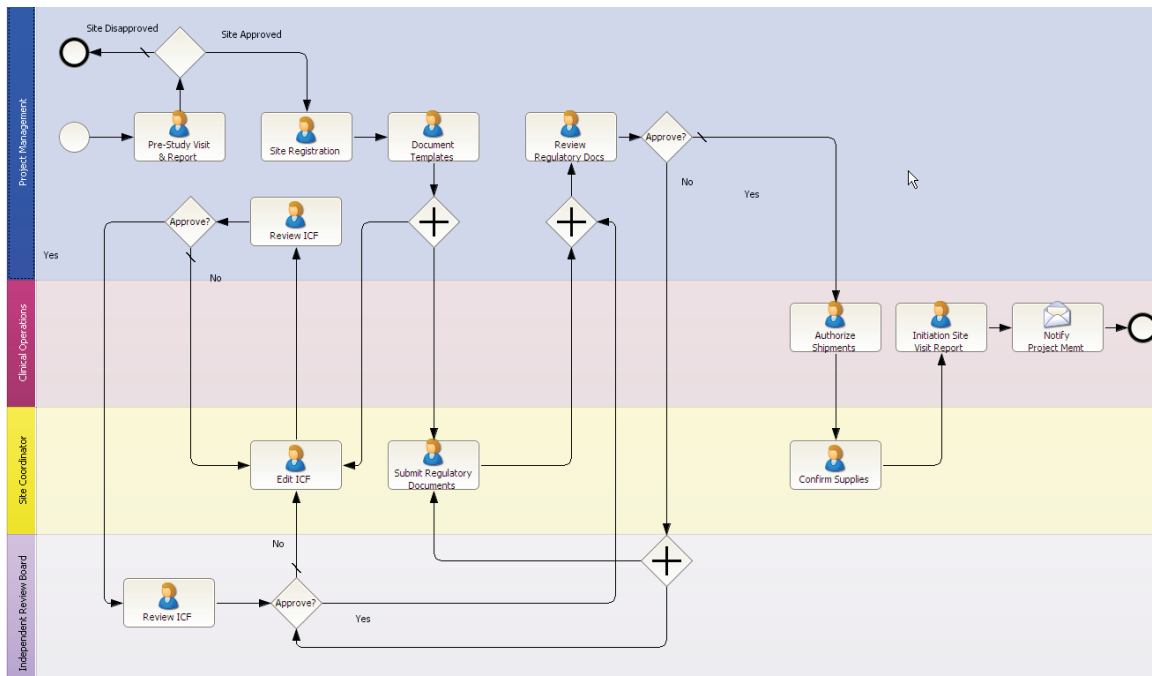 Project Management
Site Disapproved
Site Approved
Pre-Study Visit
& Report
Site Registration
Document
Templates
Review
Regulatory Docs
Approve?
No
Yes
Approve?
Review ICF
Yes
No
Clinical Operations
Authorize
Shipments
Initiation Site
Visit Report
Notify
Project Memt
Site Coordinator
Edit ICF
Submit Regulatory
Documents
Confirm Supplies
Independent Review Board
No
Review ICF
Approve?
Yes